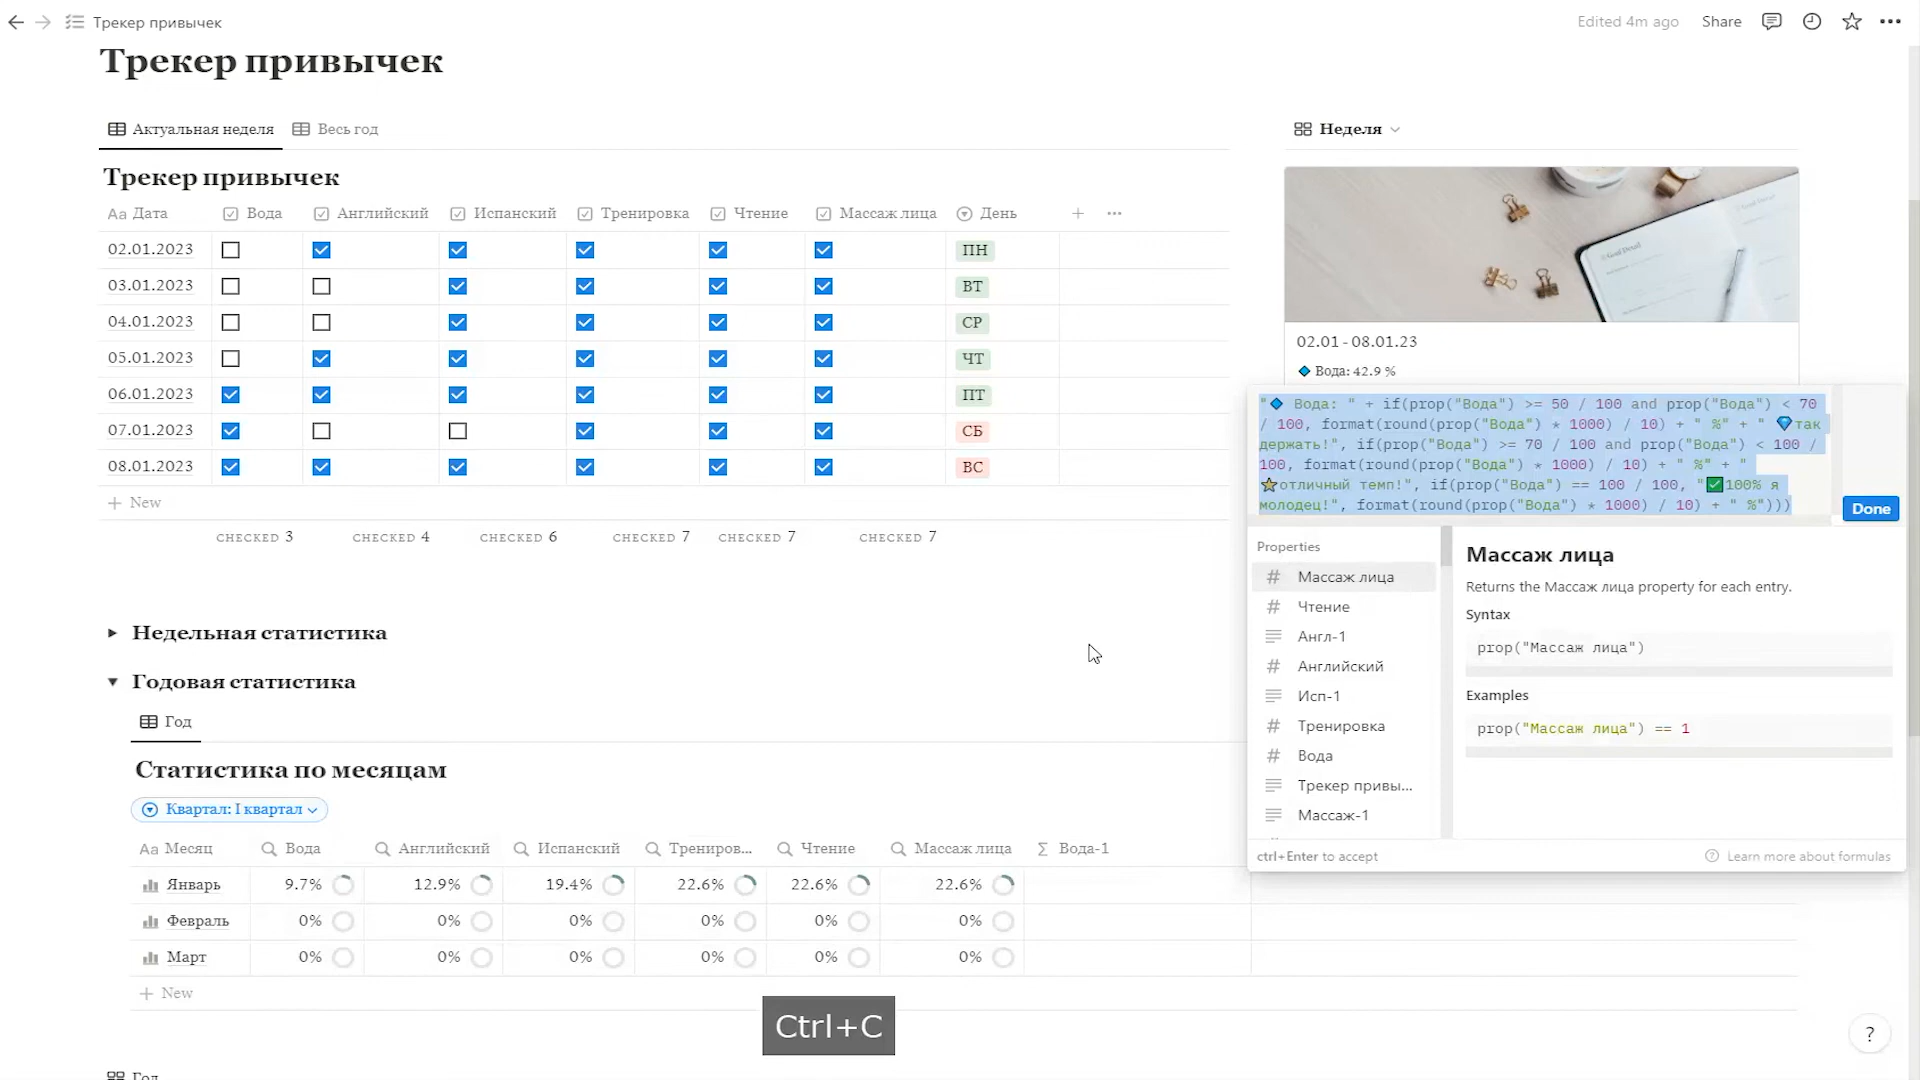 Трекер привычек
Edited 4m ago
Share
Трекер привычек
Актуальная неделя
Весь год
Неделя
Трекер привычек
Aa Дата
Вода
Английский
Испанский
Тренировка
Чтение
Массаж лица
День
02.01.2023
ПН
03.01.2023
ВТ
04.01.2023
СР
05.01.2023
ЧТ
06.01.2023
ПТ
07.01.2023
СБ
08.01.2023
ВС
+ New
CHECKED 3
CHECKED 4
CHECKED 6
CHECKED 7
CHECKED 7
CHECKED 7
02.01 - 08.01.23
🔷 Вода: 42.9 %
"🔷 Вода: " + if(prop("Вода") >= 50 / 100 and prop("Вода") < 70
/ 100, format(round(prop("Вода") * 1000) / 10) + " %" + " 💎так
держать!", if(prop("Вода") >= 70 / 100 and prop("Вода") < 100 /
100, format(round(prop("Вода") * 1000) / 10) + " %" + "
⭐отличный темп!", if(prop("Вода") == 100 / 100, "✅100% я
молодец!", format(round(prop("Вода") * 1000) / 10) + " %")))
Done
Properties
# Массаж лица
# Чтение
Англ-1
# Английский
Исп-1
# Тренировка
# Вода
Трекер привы...
Массаж-1
Массаж лица
Returns the Массаж лица property for each entry.
Syntax
prop("Массаж лица")
Examples
prop("Массаж лица") == 1
ctrl+Enter to accept
Learn more about formulas
Недельная статистика
Годовая статистика
Год
Статистика по месяцам
Квартал: I квартал
Aa Месяц
Вода
Английский
Испанский
Трениров...
Чтение
Массаж лица
Σ Вода-1
Январь
9.7%
12.9%
19.4%
22.6%
22.6%
22.6%
Февраль
0%
0%
0%
0%
0%
0%
Март
0%
0%
0%
0%
0%
0%
+ New
Ctrl+C
?
Год